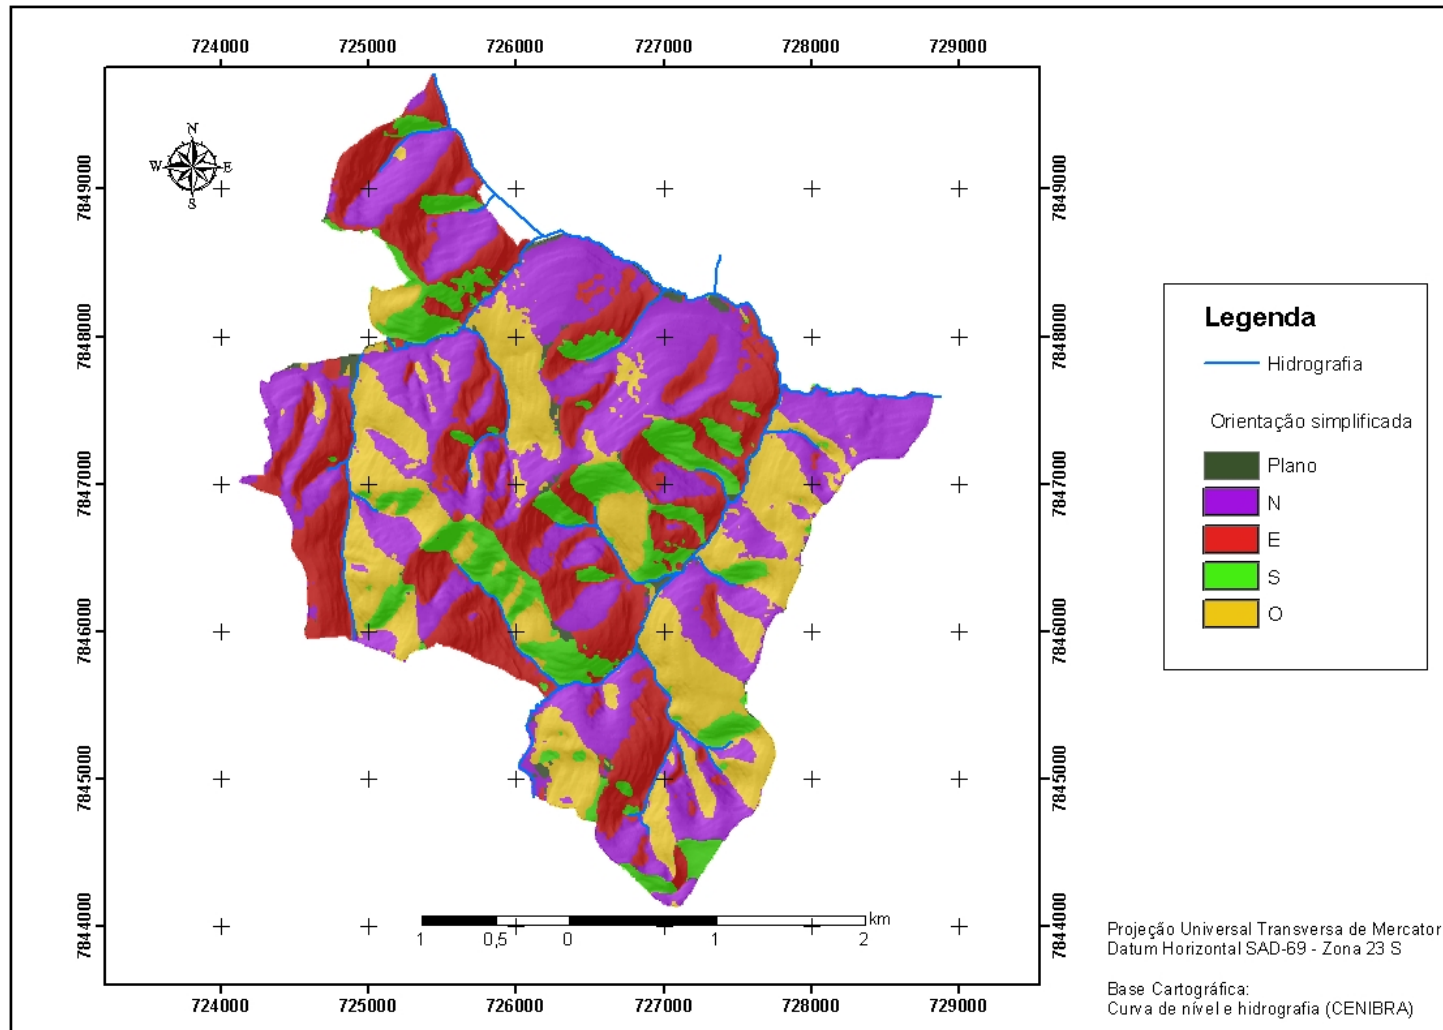 724000 725000 726000 727000 728000 729000
N
W E
S
7849000 7849000
7848000 7848000
7847000 7847000
7846000 7846000
7845000 7845000
7844000 7844000
Legenda
Hidrografia
Orientação simplificada
Plano
N
E
S
O
km
1 0,5 0 1 2
724000 725000 726000 727000 728000 729000
Projeção Universal Transversa de Mercator
Datum Horizontal SAD-69 - Zona 23 S
Base Cartográfica:
Curva de nível e hidrografia (CENIBRA)